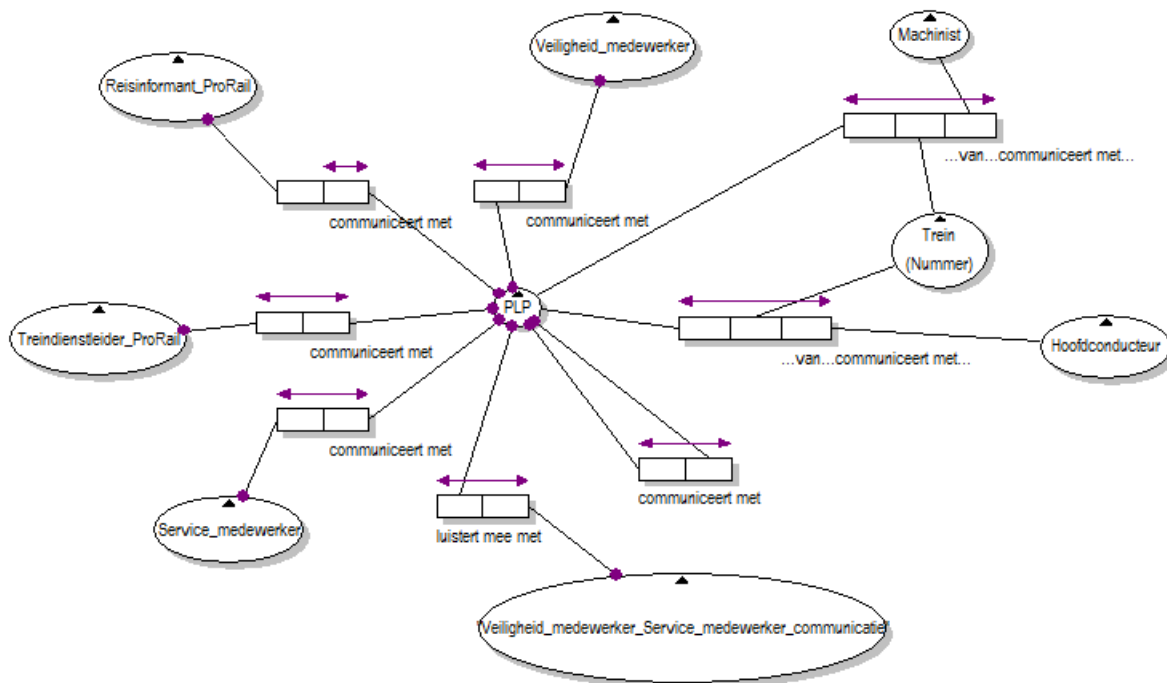 Machinist
Veiligheid_medewerker
Reisinformant_ProRail
...van...communiceert met...
communiceert met
communiceert met
Trein
(Nummer)
PLP
Treindienstleider_ProRail
communiceert met
...van...communiceert met...
Hoofdconducteur
communiceert met
communiceert met
Service_medewerker
luistert mee met
"Veiligheid_medewerker_Service_medewerker_communicatie"